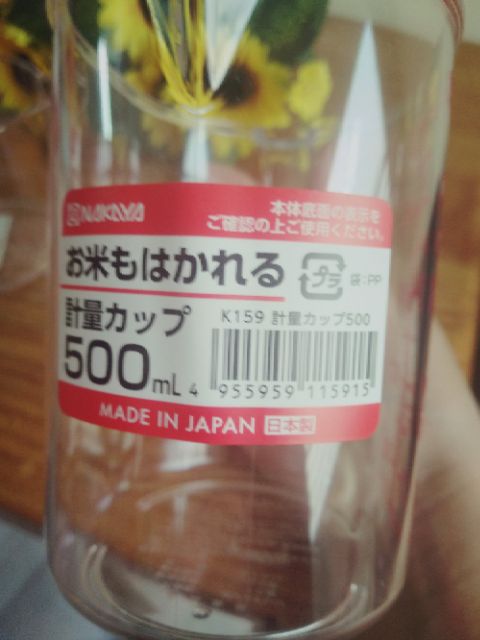 NAKAYA
本体底面の表示を
ご確認の上ご使用ください。
お米もはかれる
プラ 袋:PP
計量カップ
500mL
K159 計量カップ500
4 955959 115915
MADE IN JAPAN 日本製